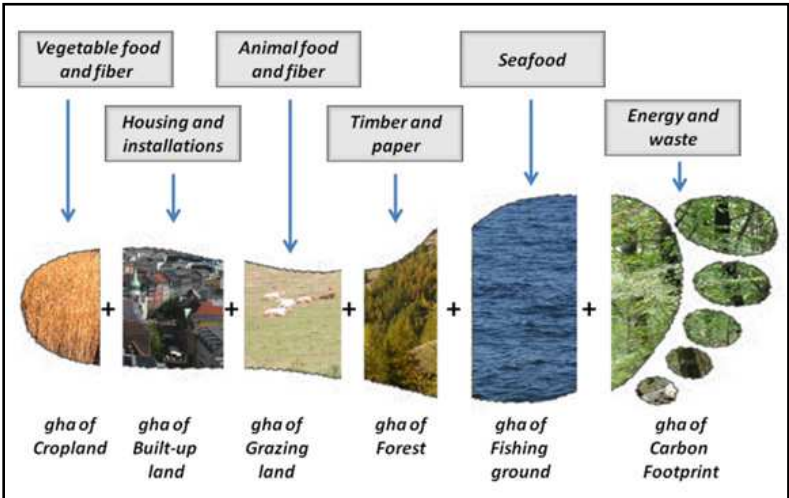 Vegetable food
and fiber
Animal food
and fiber
Seafood
Housing and
installations
Timber and
paper
Energy and
waste
+
+
+
+
+
gha of
Cropland
gha of
Built-up
land
gha of
Grazing
land
gha of
Forest
gha of
Fishing
ground
gha of
Carbon
Footprint